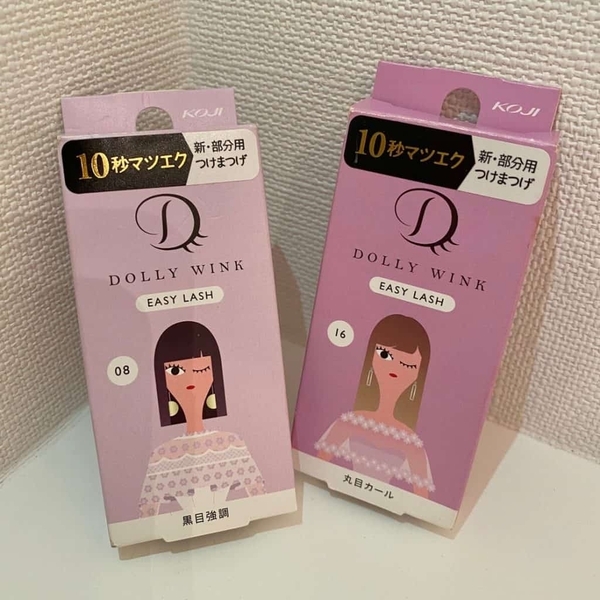 KOJI
10秒マツエク
新・部分用
つけまつげ
D
DOLLY WINK
EASY LASH
08
黒目強調
KOJI
10秒マツエク
新・部分用
つけまつげ
D
DOLLY WINK
EASY LASH
16
丸目カール